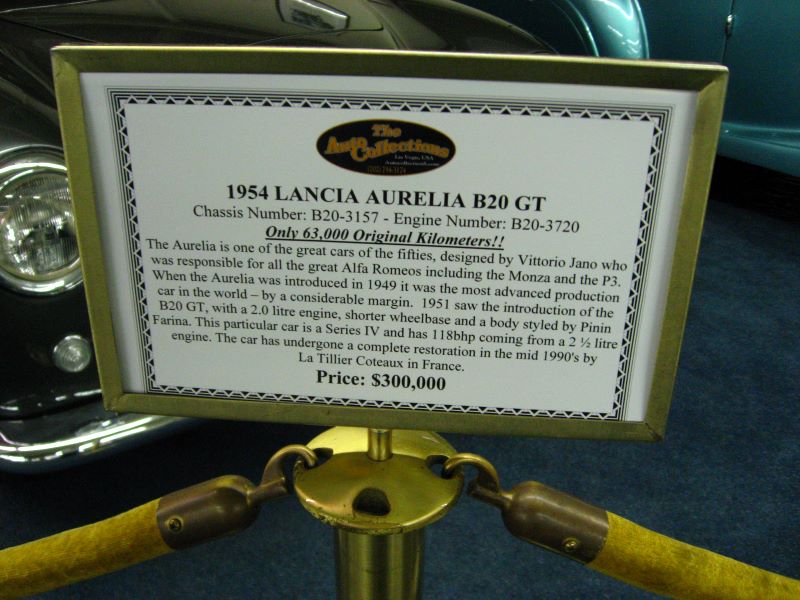 The
Auto
Collections
Las Vegas, USA
Autocollections.com
(702) 794-3174
1954 LANCIA AURELIA B20 GT
Chassis Number: B20-3157 - Engine Number: B20-3720
Only 63,000 Original Kilometers!!
The Aurelia is one of the great cars of the fifties, designed by Vittorio Jano who
was responsible for all the great Alfa Romeos including the Monza and the P3.
When the Aurelia was introduced in 1949 it was the most advanced production
car in the world – by a considerable margin. 1951 saw the introduction of the
B20 GT, with a 2.0 litre engine, shorter wheelbase and a body styled by Pinin
Farina. This particular car is a Series IV and has 118bhp coming from a 2 ½ litre
engine. The car has undergone a complete restoration in the mid 1990's by
La Tillier Coteaux in France.
Price: $300,000